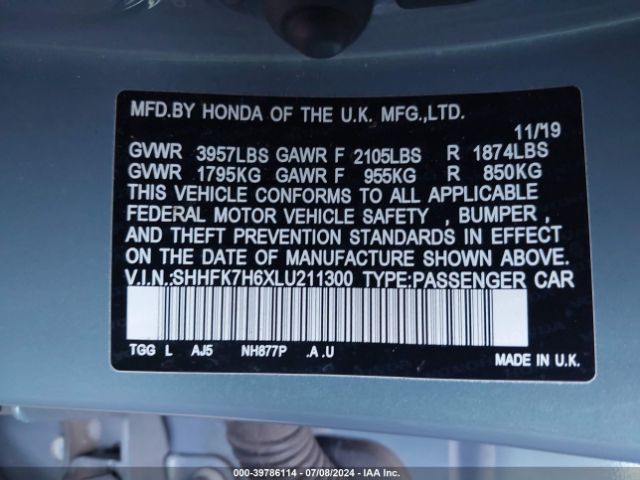 MFD.BY HONDA OF THE U.K. MFG.,LTD.
11/19
GVWR 3957LBS GAWR F 2105LBS R 1874LBS
GVWR 1795KG GAWR F 955KG R 850KG
THIS VEHICLE CONFORMS TO ALL APPLICABLE
FEDERAL MOTOR VEHICLE SAFETY , BUMPER ,
AND THEFT PREVENTION STANDARDS IN EFFECT
ON THE DATE OF MANUFACTURE SHOWN ABOVE.
V.I.N.:SHHFK7H6XLU211300 TYPE:PASSENGER CAR
TGG L AJ5 NH877P .A .U
MADE IN U.K.
000-39786114 - 07/08/2024 - IAA Inc.